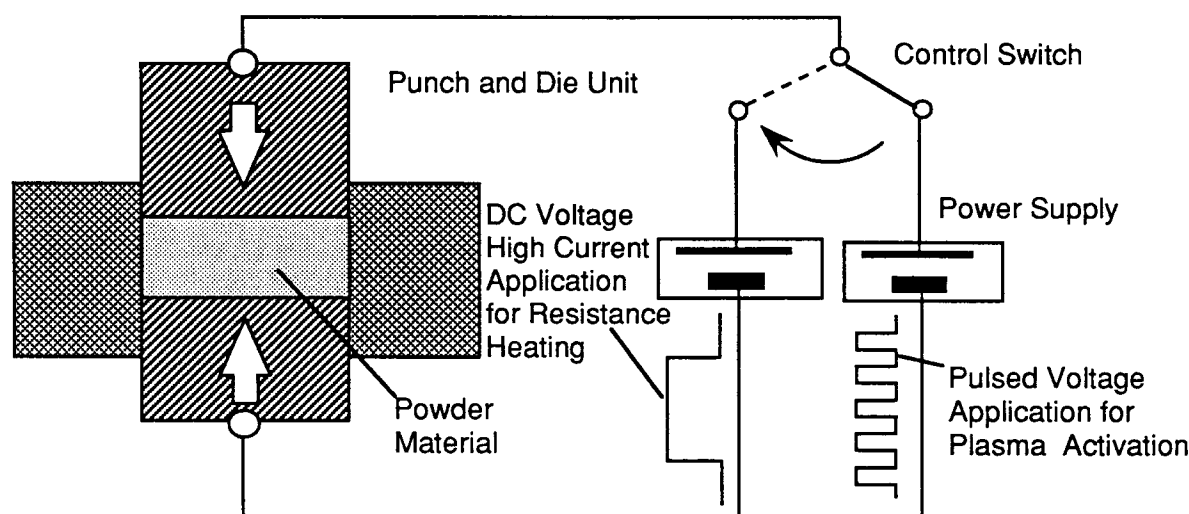 Control Switch
Punch and Die Unit
Power Supply
DC Voltage
High Current
Application
for Resistance
Heating
Powder
Material
Pulsed Voltage
Application for
Plasma Activation